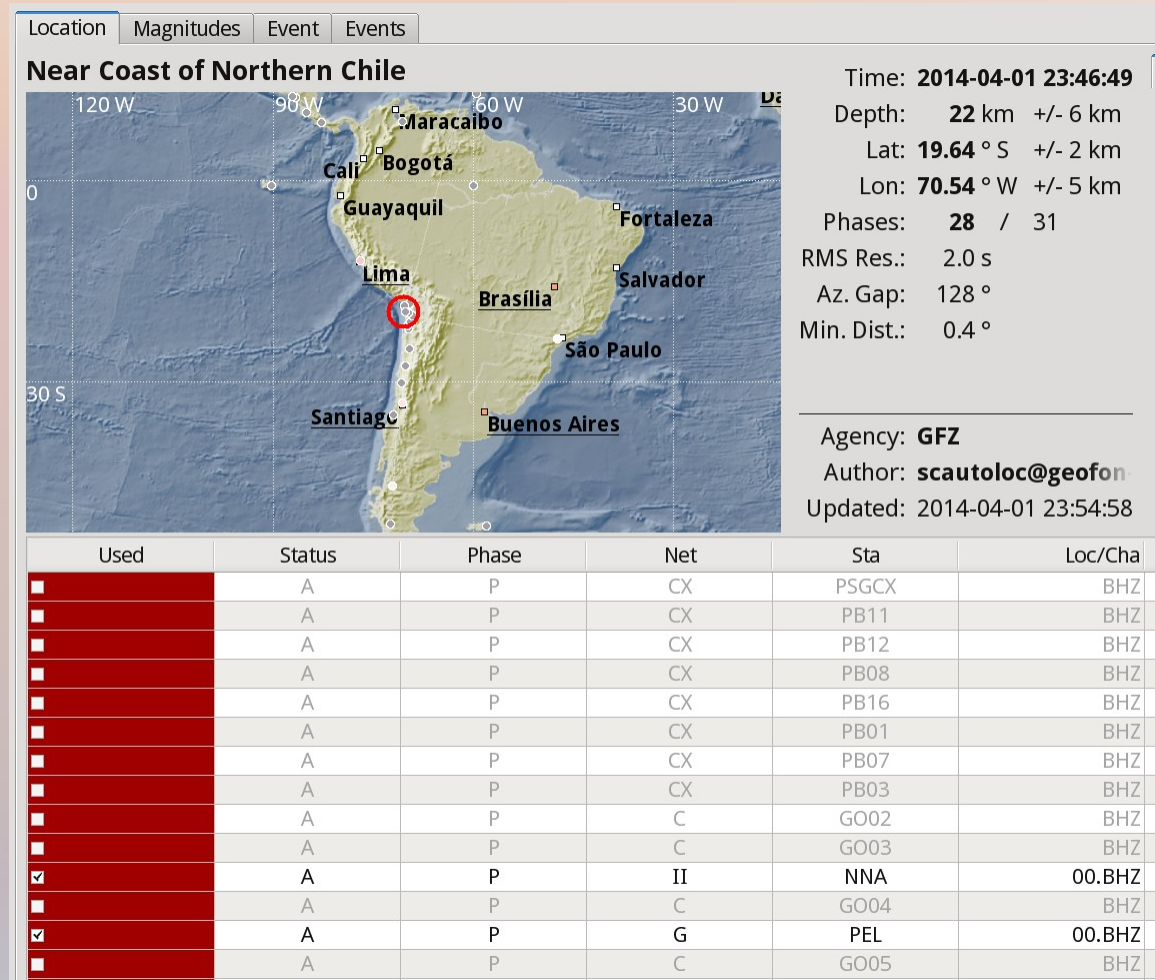 Location Magnitudes Event Events
Near Coast of Northern Chile
120 W 90 W 60 W 30 W
Maracaibo
Bogotá
Cali
0
Guayaquil
Fortaleza
Lima
Salvador
Brasília
São Paulo
30 S
Santiago
Buenos Aires
Time: 2014-04-01 23:46:49
Depth: 22 km +/- 6 km
Lat: 19.64 ° S +/- 2 km
Lon: 70.54 ° W +/- 5 km
Phases: 28 / 31
RMS Res.: 2.0 s
Az. Gap: 128 °
Min. Dist.: 0.4 °
Agency: GFZ
Author: scautoloc@geofon
Updated: 2014-04-01 23:54:58
Used Status Phase Net Sta Loc/Cha
A P CX PSGCX BHZ
A P CX PB11 BHZ
A P CX PB12 BHZ
A P CX PB08 BHZ
A P CX PB16 BHZ
A P CX PB01 BHZ
A P CX PB07 BHZ
A P CX PB03 BHZ
A P C GO02 BHZ
A P C GO03 BHZ
A P II NNA 00.BHZ
A P C GO04 BHZ
A P G PEL 00.BHZ
A P C GO05 BHZ